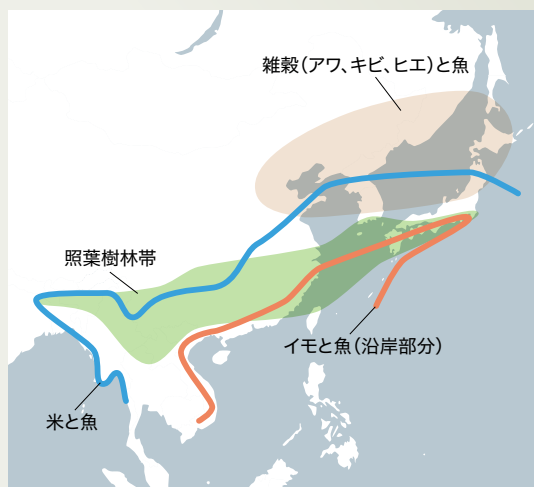 雑穀（アワ、キビ、ヒエ）と魚
照葉樹林帯
イモと魚（沿岸部分）
米と魚